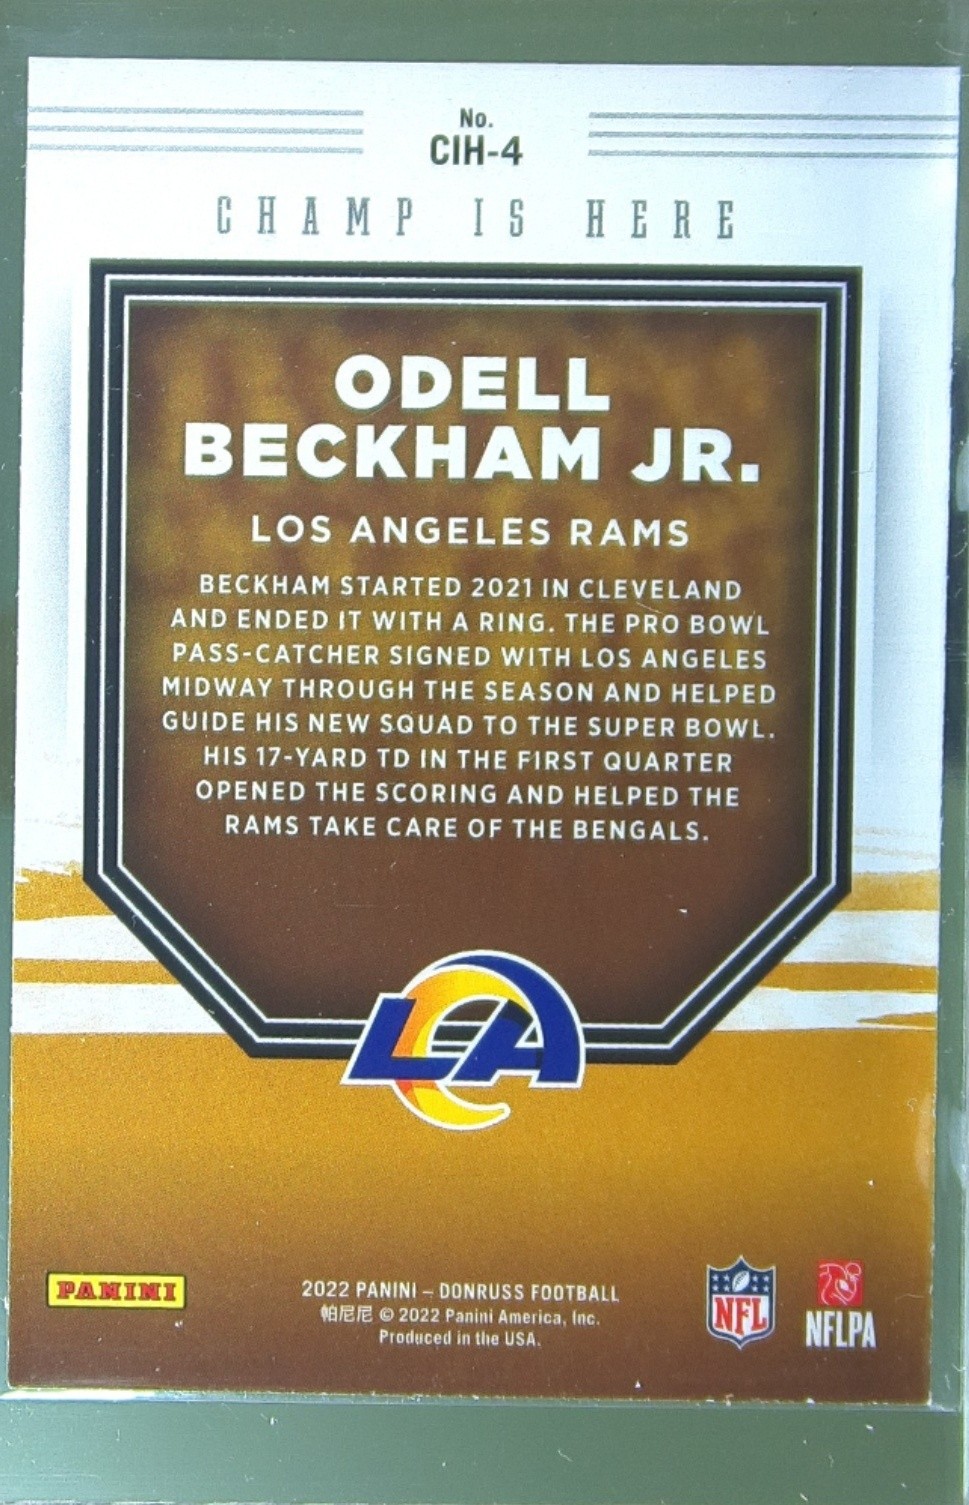 No.
CIH-4
CHAMP IS HERE
ODELL
BECKHAM JR.
LOS ANGELES RAMS
BECKHAM STARTED 2021 IN CLEVELAND
AND ENDED IT WITH A RING. THE PRO BOWL
PASS-CATCHER SIGNED WITH LOS ANGELES
MIDWAY THROUGH THE SEASON AND HELPED
GUIDE HIS NEW SQUAD TO THE SUPER BOWL.
HIS 17-YARD TD IN THE FIRST QUARTER
OPENED THE SCORING AND HELPED THE
RAMS TAKE CARE OF THE BENGALS.
LA
PANINI
2022 PANINI – DONRUSS FOOTBALL
帕尼尼 © 2022 Panini America, Inc.
Produced in the USA.
NFL
NFLPA